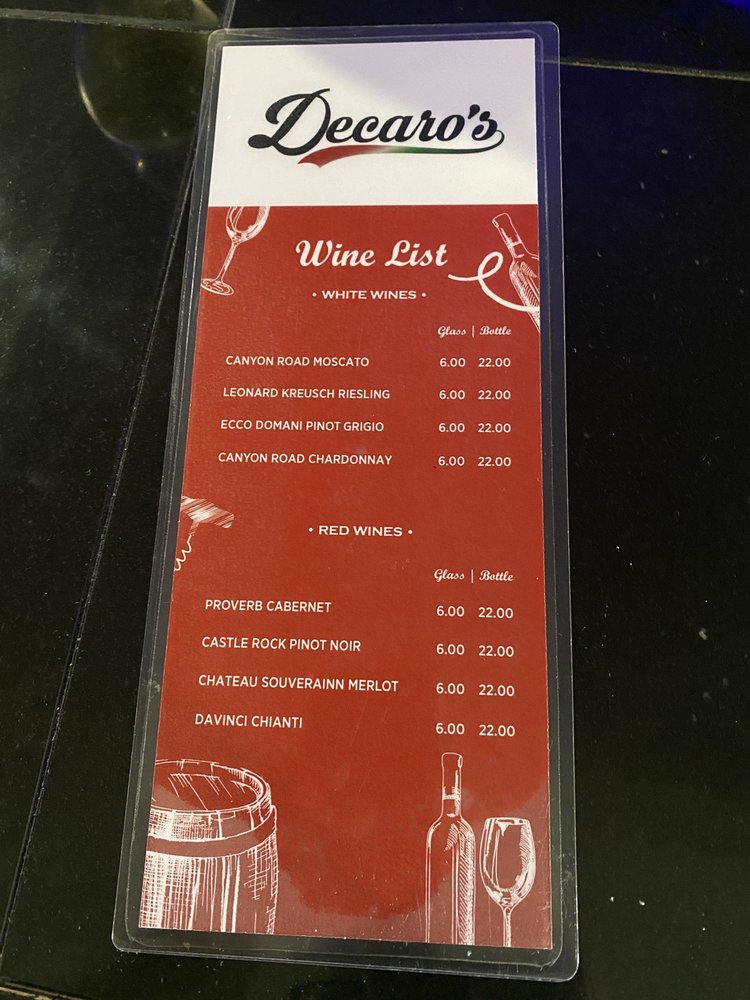 Decaro's
Wine List
• WHITE WINES •
Glass | Bottle
CANYON ROAD MOSCATO 6.00 22.00
LEONARD KREUSCH RIESLING 6.00 22.00
ECCO DOMANI PINOT GRIGIO 6.00 22.00
CANYON ROAD CHARDONNAY 6.00 22.00
• RED WINES •
Glass | Bottle
PROVERB CABERNET 6.00 22.00
CASTLE ROCK PINOT NOIR 6.00 22.00
CHATEAU SOUVERAINN MERLOT 6.00 22.00
DAVINCI CHIANTI 6.00 22.00